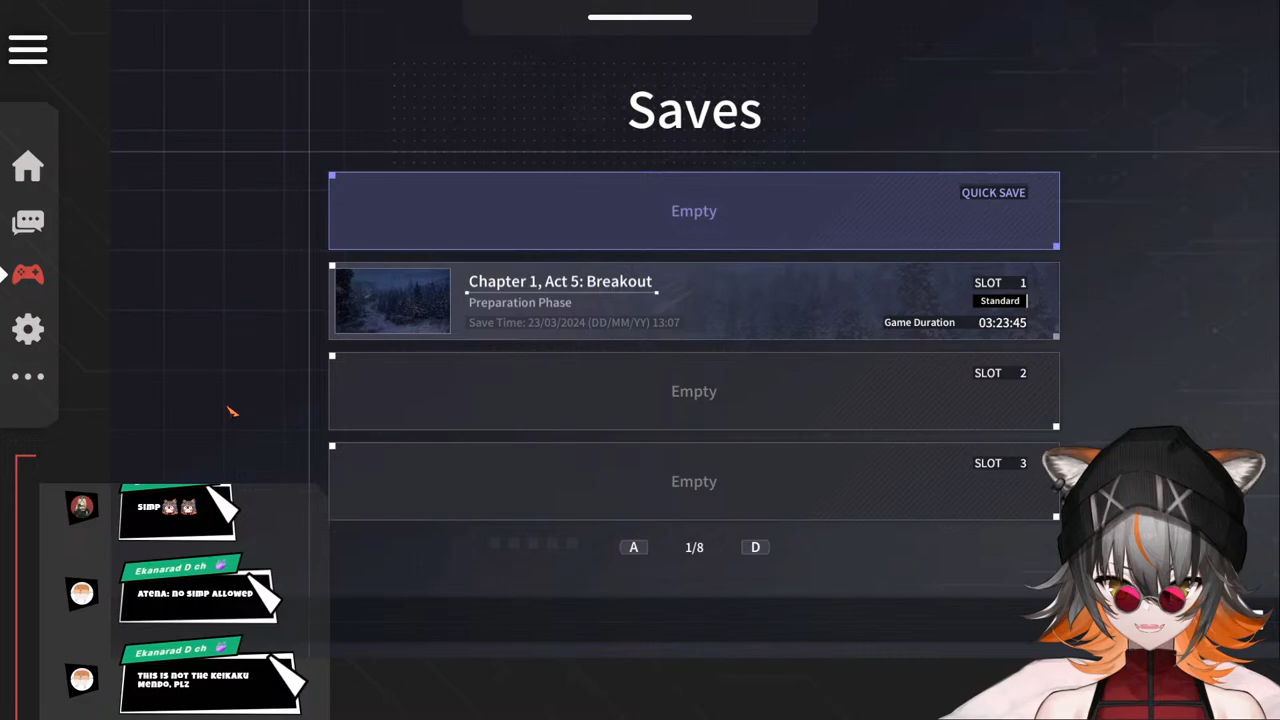 Saves
QUICK SAVE
Empty
Chapter 1, Act 5: Breakout
SLOT 1
Preparation Phase
Standard
Save Time: 23/03/2024 (DD/MM/YY) 13:07
Game Duration 03:23:45
SLOT 2
Empty
SLOT 3
Empty
A 1/8 D
SIMP
Ekanarad D ch
Atena: no simp allowed
Ekanarad D ch
This is not the keikaku
mendo, plz